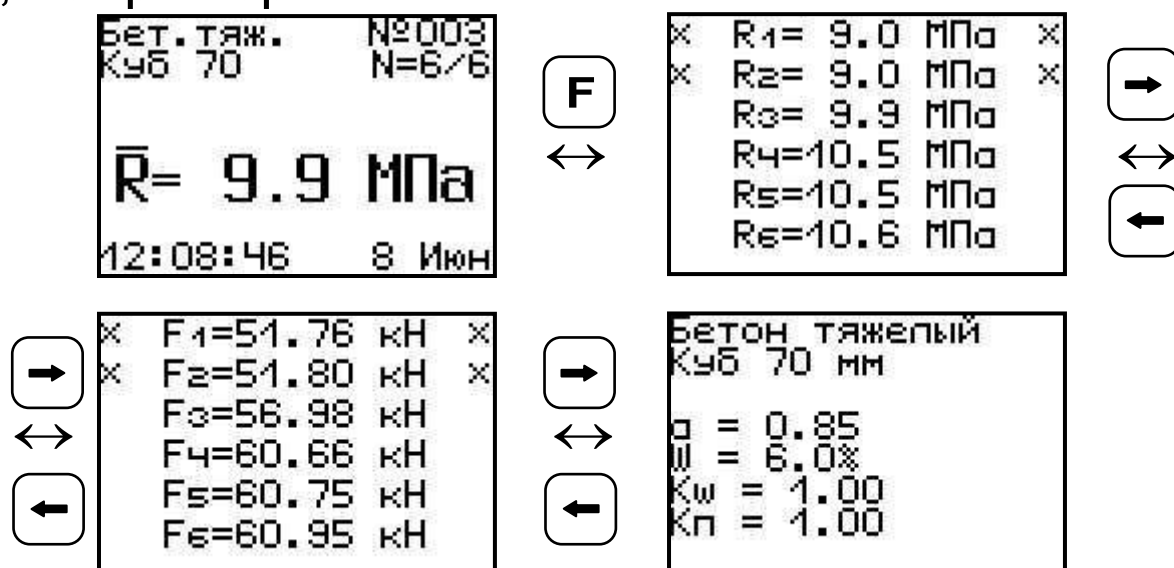 Бет.тяж. №003
Куб 70 N=6/6
R̅= 9.9 МПа
12:08:46 8 Июн
F
× R1= 9.0 МПа ×
× R2= 9.0 МПа ×
R3= 9.9 МПа
R4=10.5 МПа
R5=10.5 МПа
R6=10.6 МПа
× F1=51.76 кН ×
× F2=51.80 кН ×
F3=56.98 кН
F4=60.66 кН
F5=60.75 кН
F6=60.95 кН
Бетон тяжелый
Куб 70 мм
α = 0.85
W = 6.0%
Kw = 1.00
Kп = 1.00